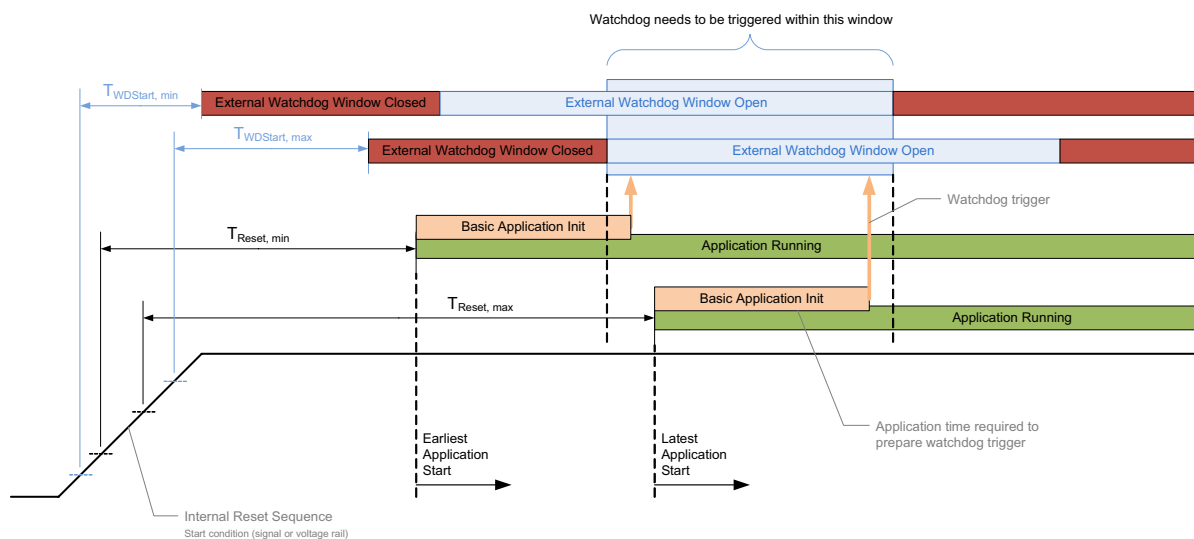 Watchdog needs to be triggered within this window
TWDStart, min
External Watchdog Window Closed
External Watchdog Window Open
TWDStart, max
External Watchdog Window Closed
External Watchdog Window Open
Watchdog trigger
Basic Application Init
TReset, min
Application Running
Basic Application Init
TReset, max
Application Running
Earliest
Application
Start
Latest
Application
Start
Application time required to
prepare watchdog trigger
Internal Reset Sequence
Start condition (signal or voltage rail)